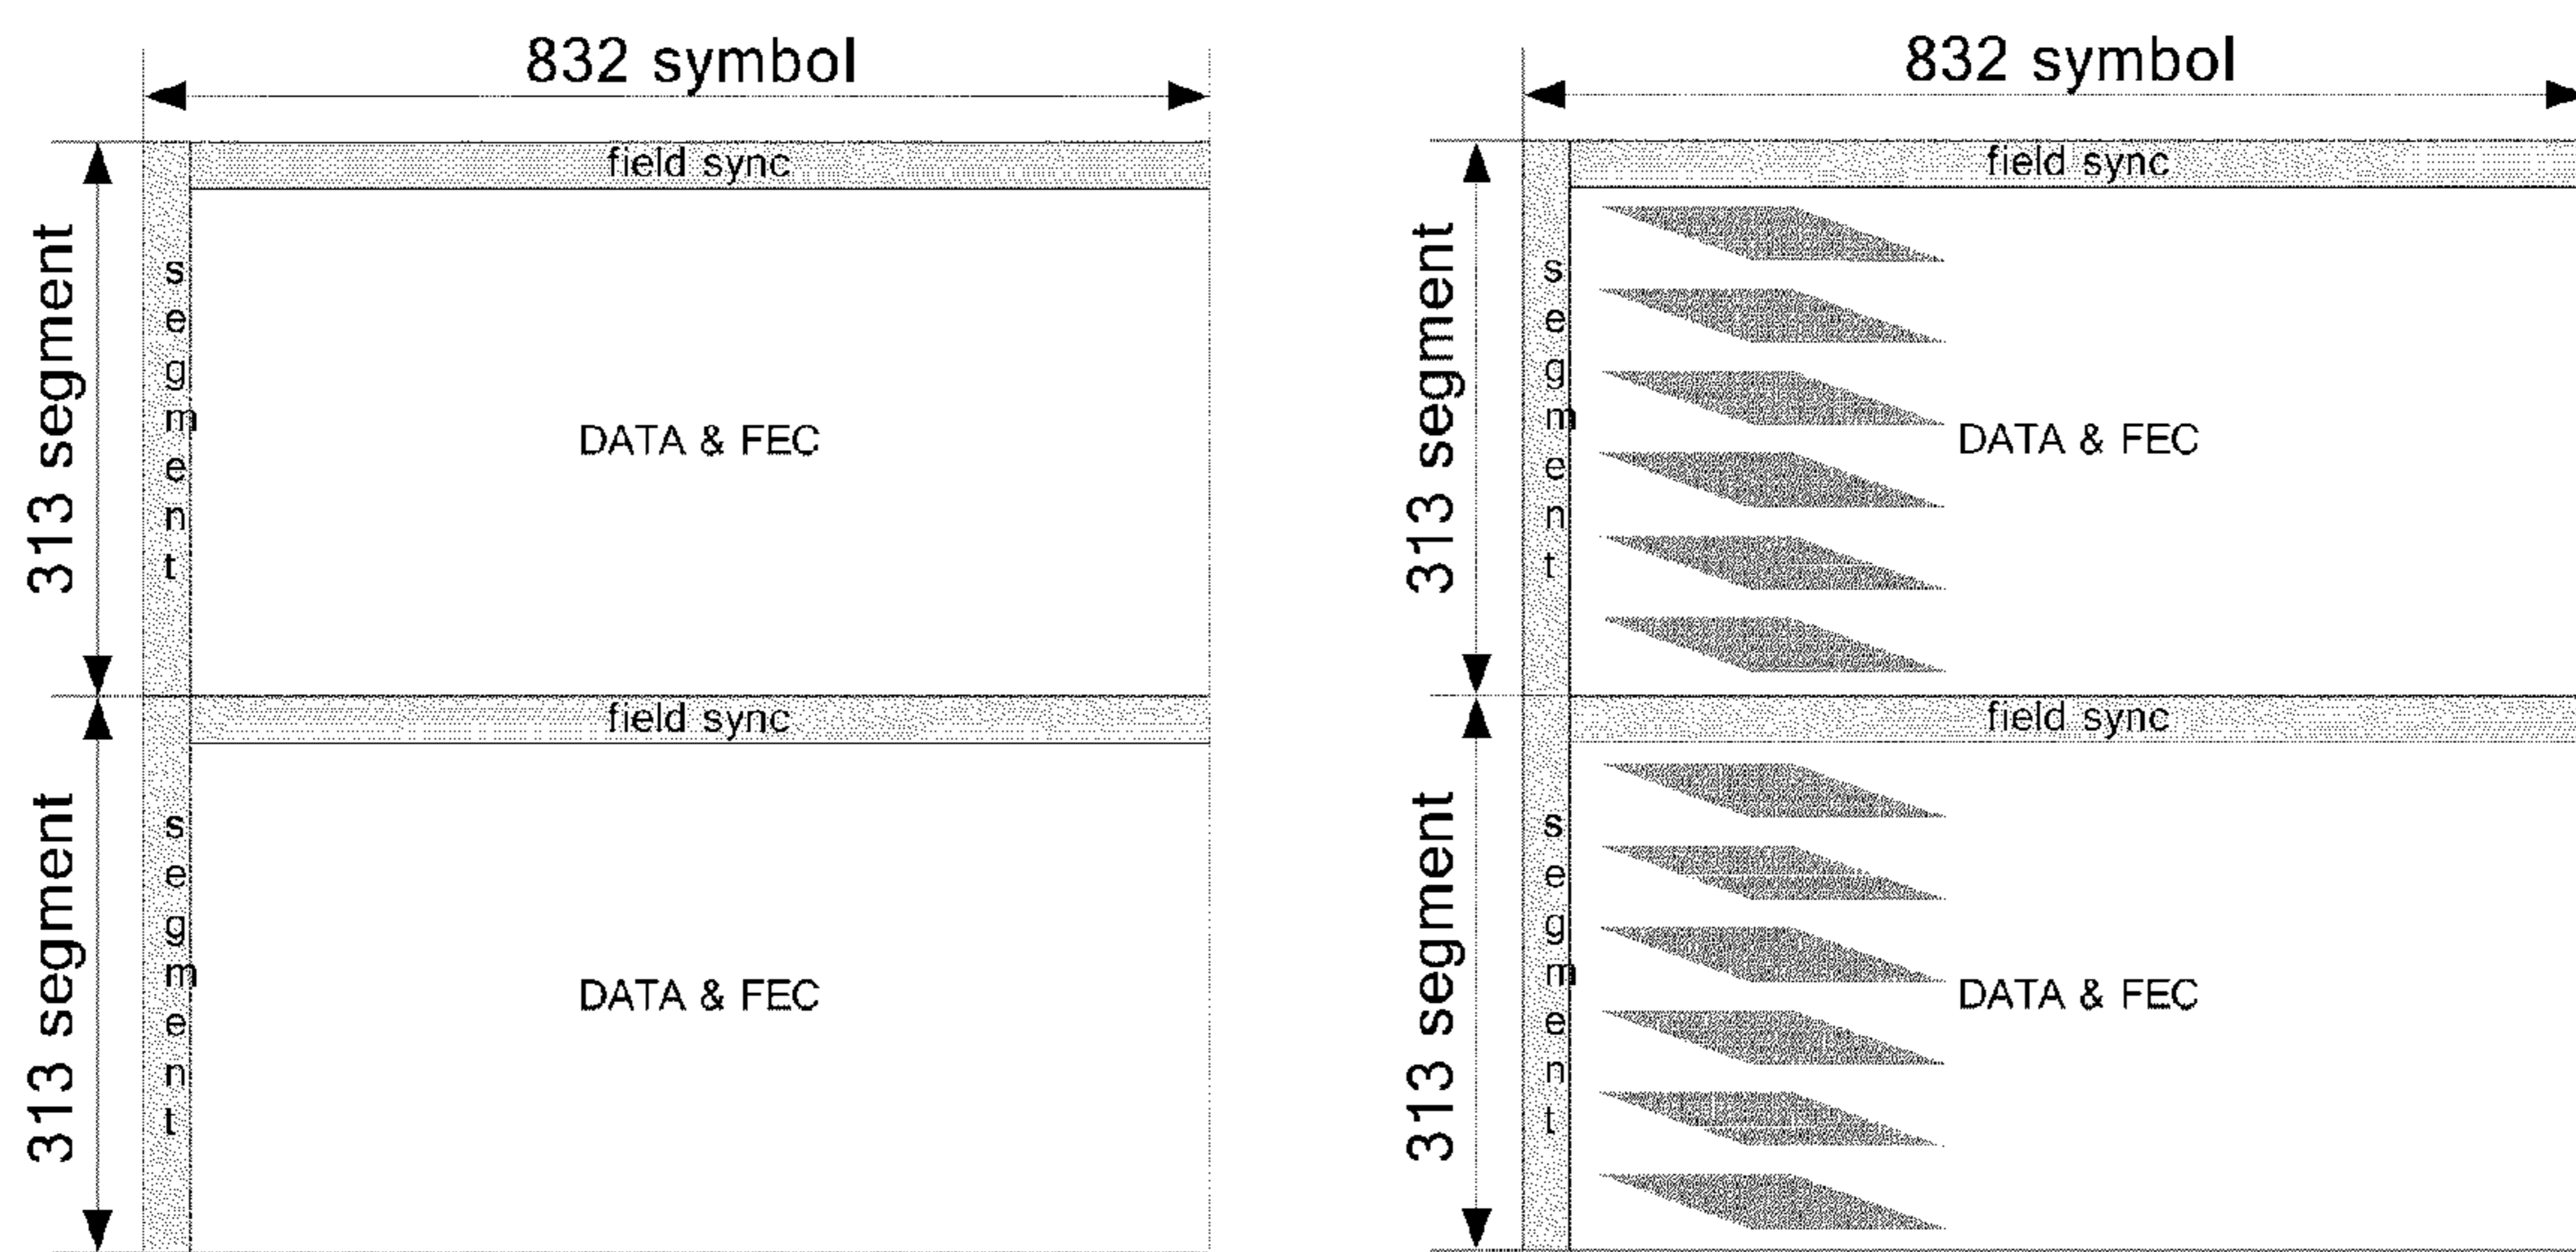 832 symbol
field sync
313 segment
segment
DATA & FEC
field sync
313 segment
segment
DATA & FEC
832 symbol
field sync
313 segment
segment
DATA & FEC
field sync
313 segment
segment
DATA & FEC